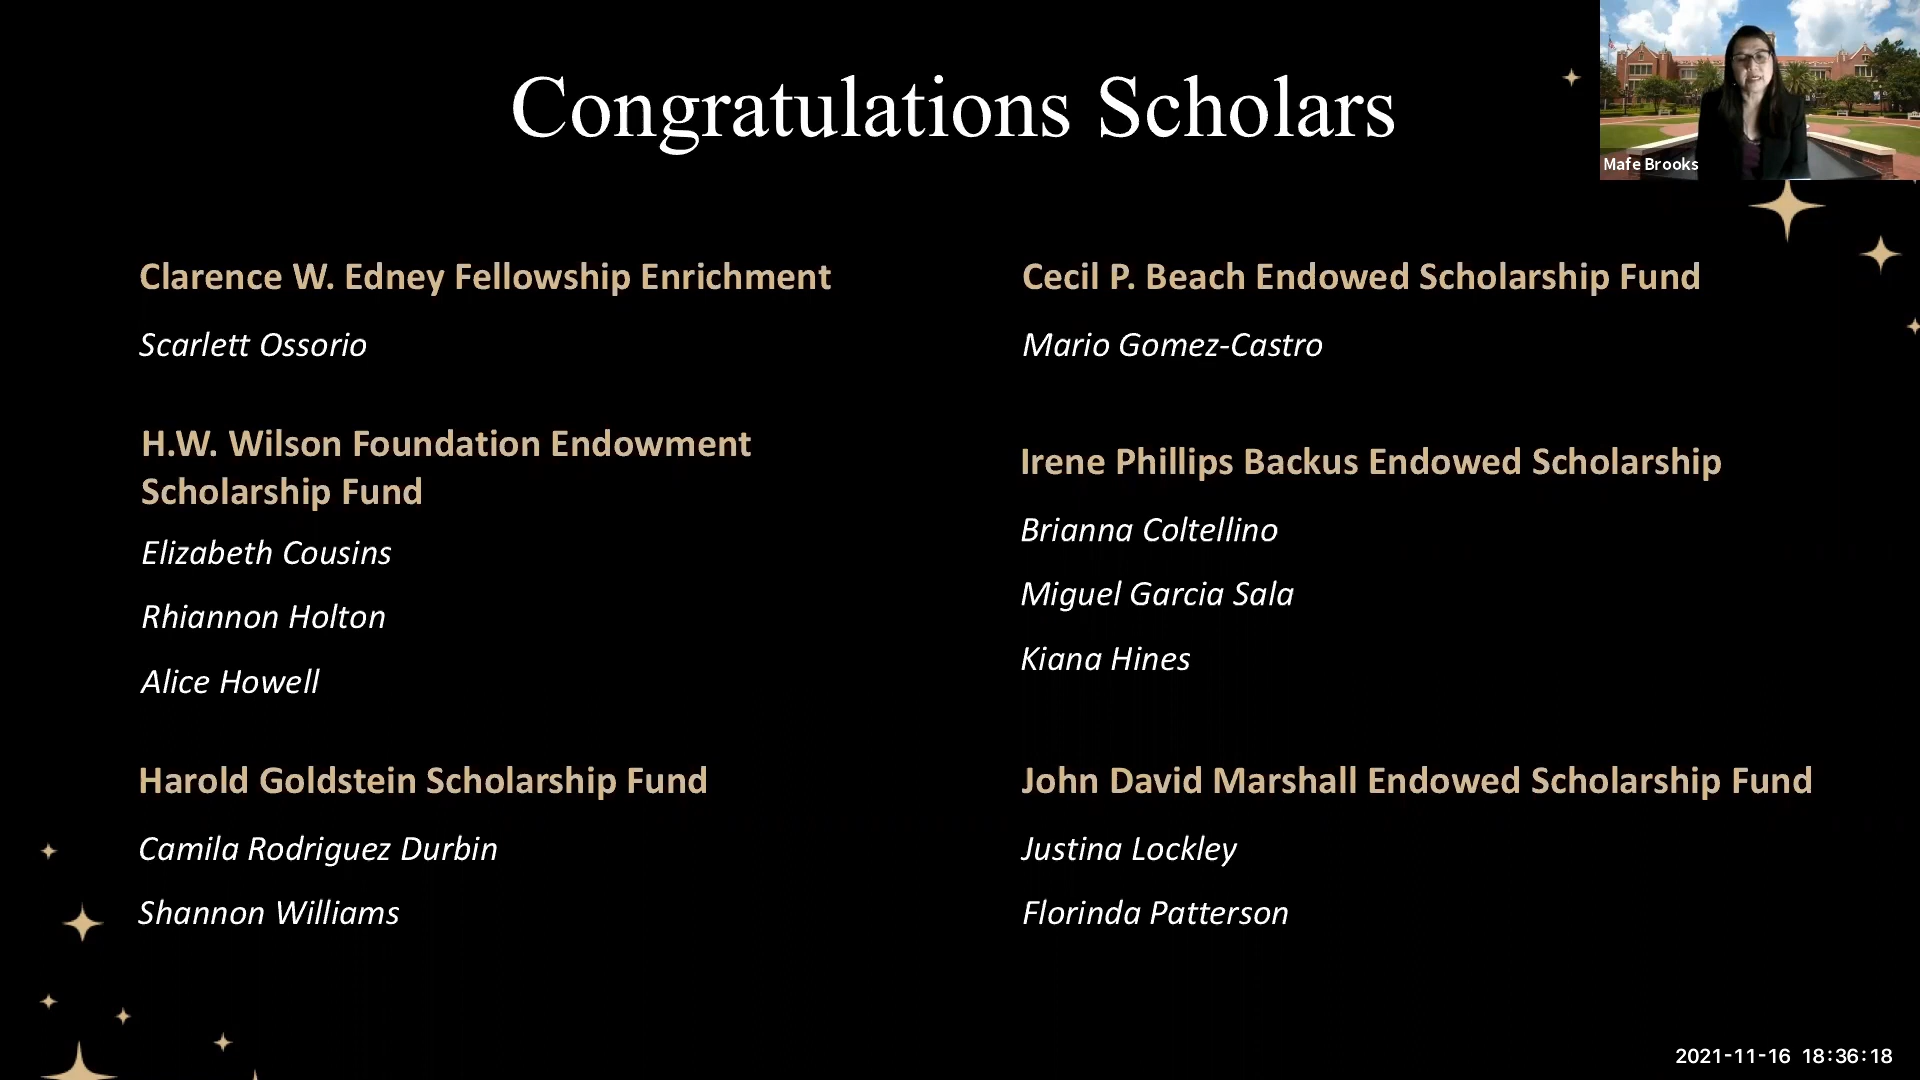 Congratulations Scholars
Mafe Brooks
Clarence W. Edney Fellowship Enrichment
Scarlett Ossorio
H.W. Wilson Foundation Endowment
Scholarship Fund
Elizabeth Cousins
Rhiannon Holton
Alice Howell
Harold Goldstein Scholarship Fund
Camila Rodriguez Durbin
Shannon Williams
Cecil P. Beach Endowed Scholarship Fund
Mario Gomez-Castro
Irene Phillips Backus Endowed Scholarship
Brianna Coltellino
Miguel Garcia Sala
Kiana Hines
John David Marshall Endowed Scholarship Fund
Justina Lockley
Florinda Patterson
2021-11-16 18:36:18